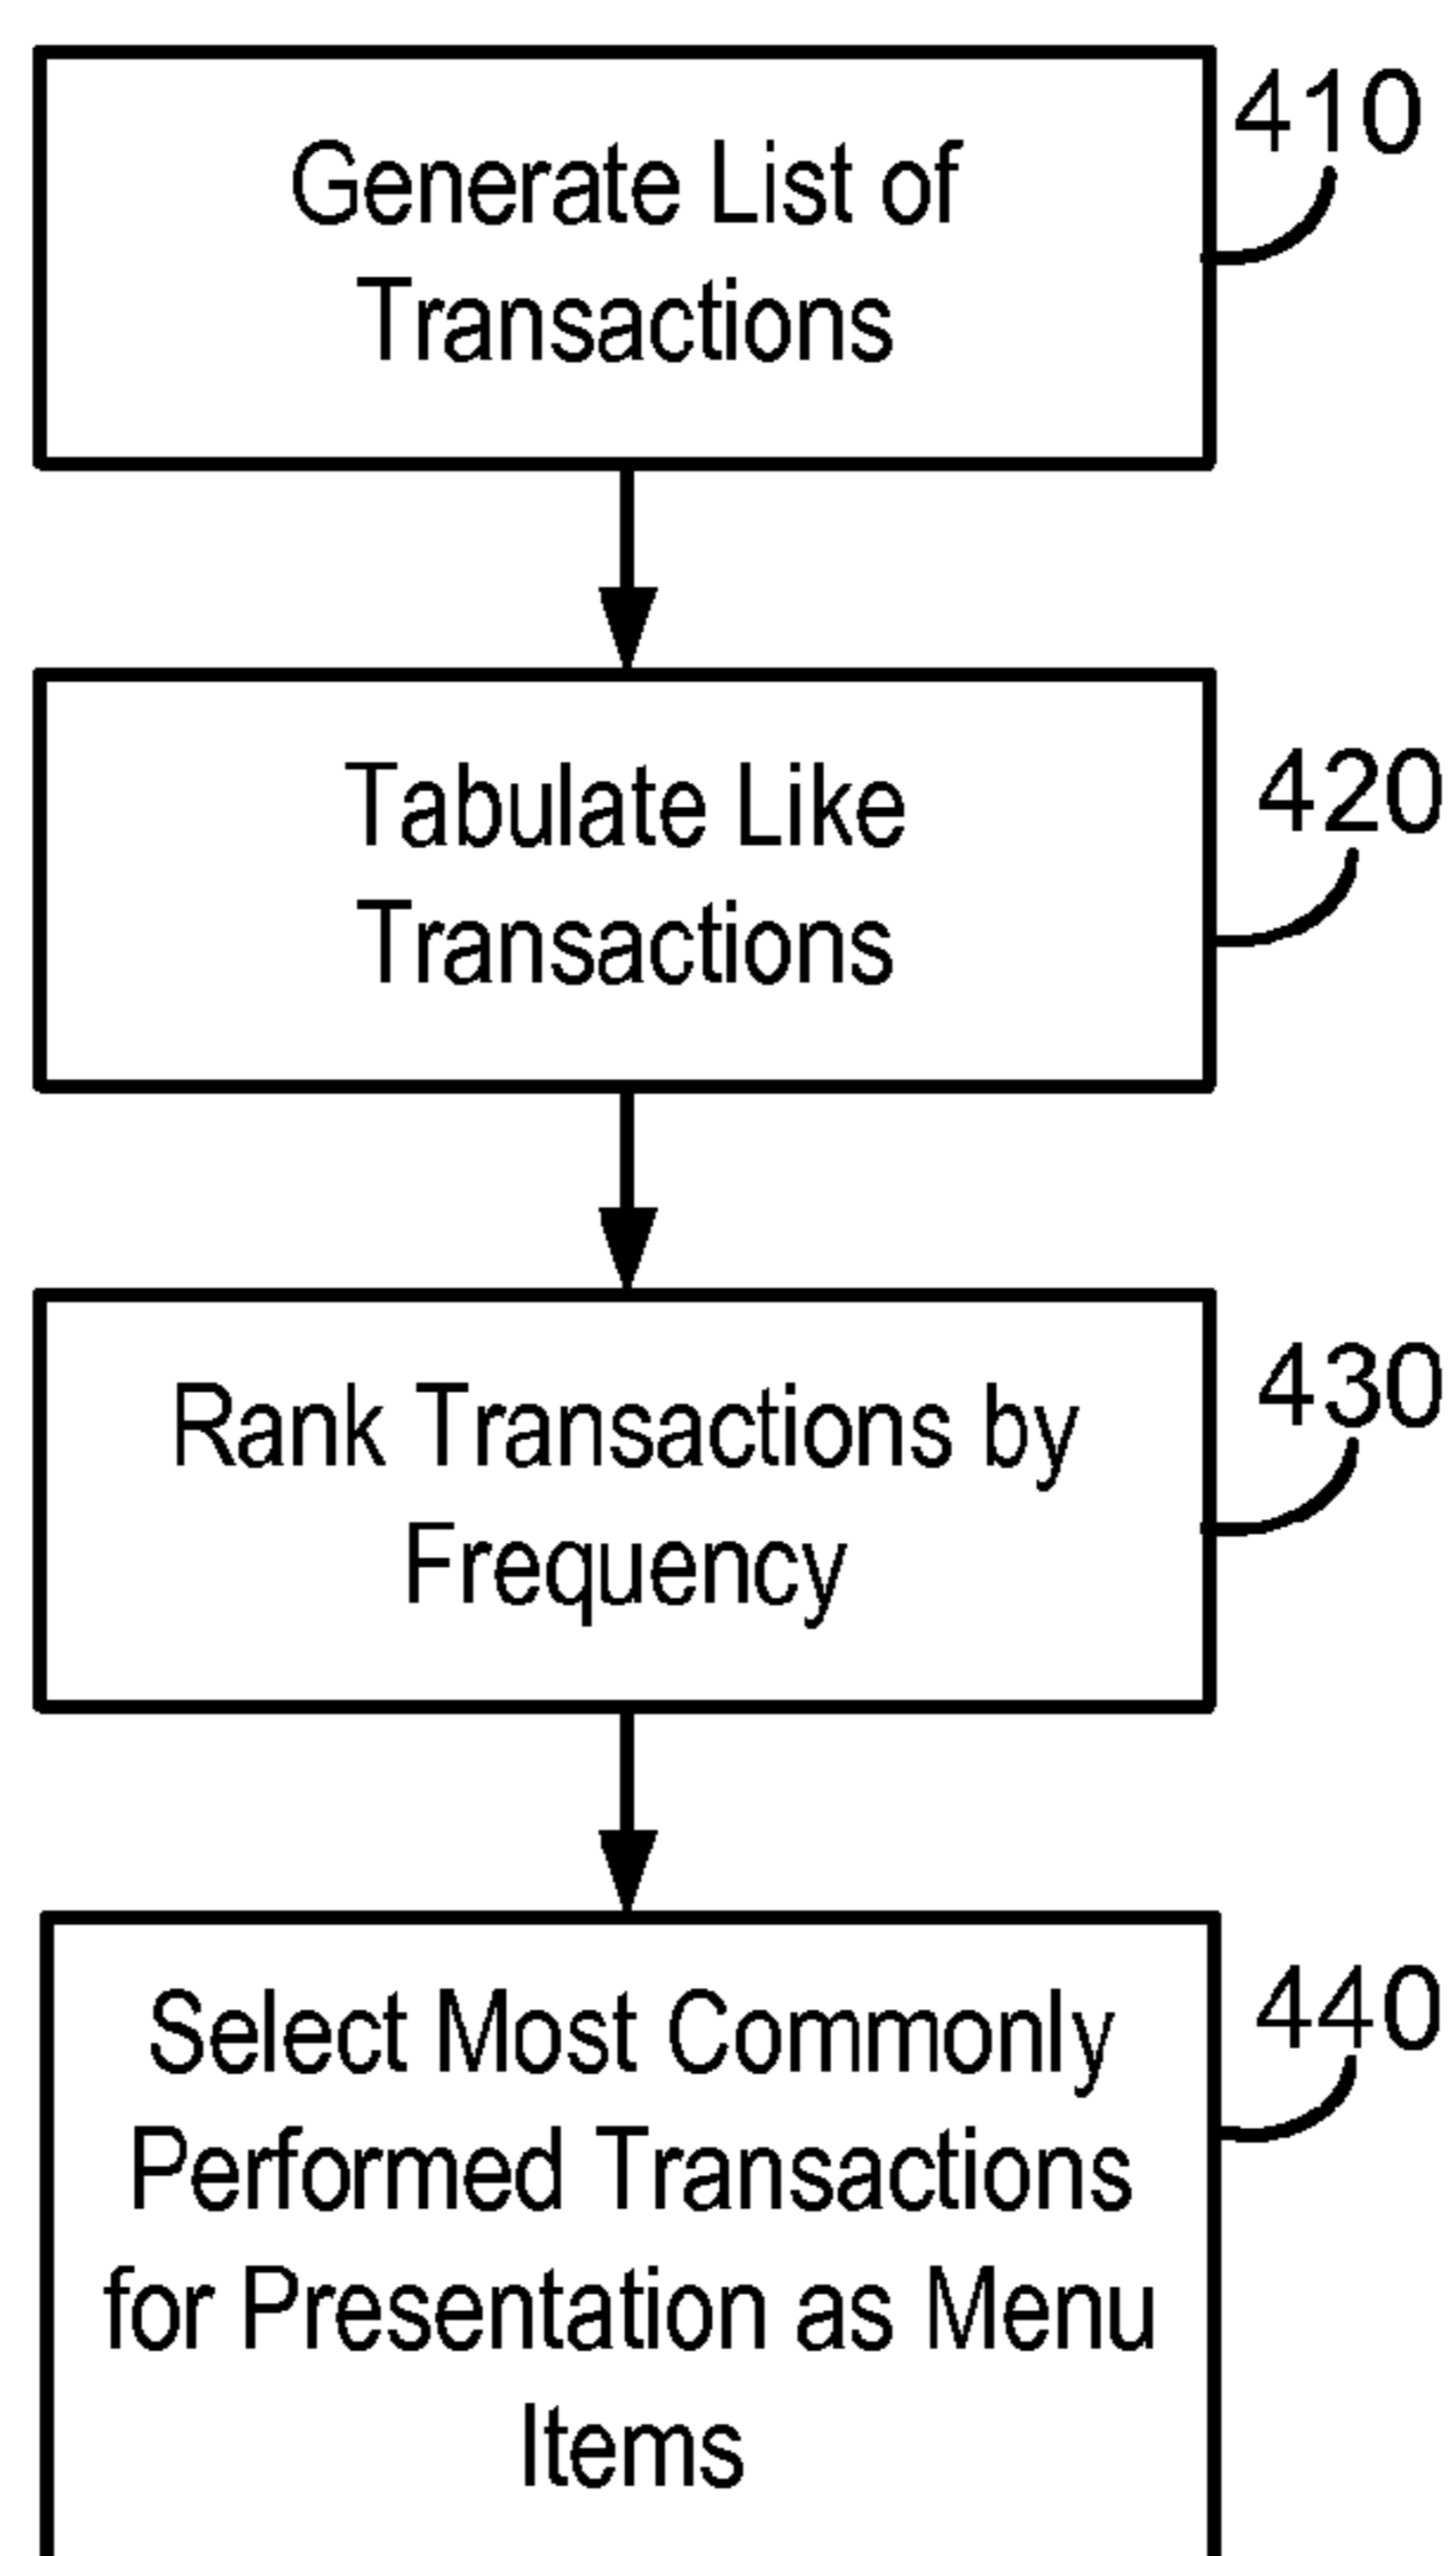 Generate List of
Transactions
410
Tabulate Like
Transactions
420
Rank Transactions by
Frequency
430
Select Most Commonly
Performed Transactions
for Presentation as Menu
Items
440